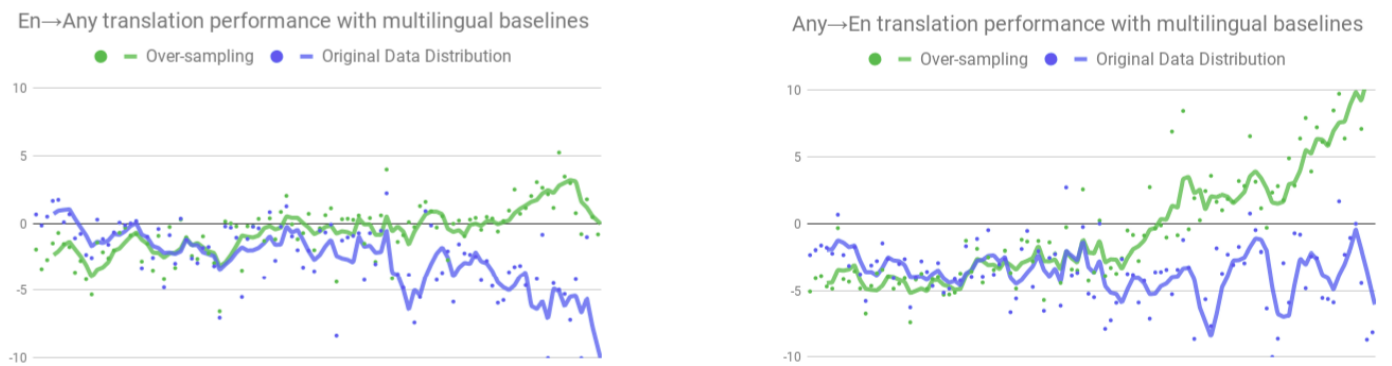 En→Any translation performance with multilingual baselines
Over-sampling Original Data Distribution
10
5
0
-5
-10
Any→En translation performance with multilingual baselines
Over-sampling Original Data Distribution
10
5
0
-5
-10